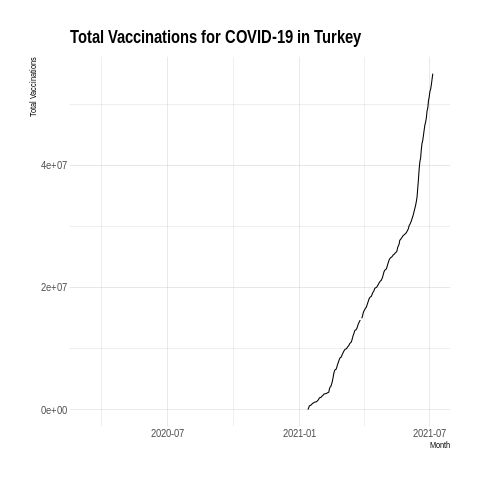 Total Vaccinations for COVID-19 in Turkey
Total Vaccinations
4e+07
2e+07
0e+00
2020-07 2021-01 2021-07
Month